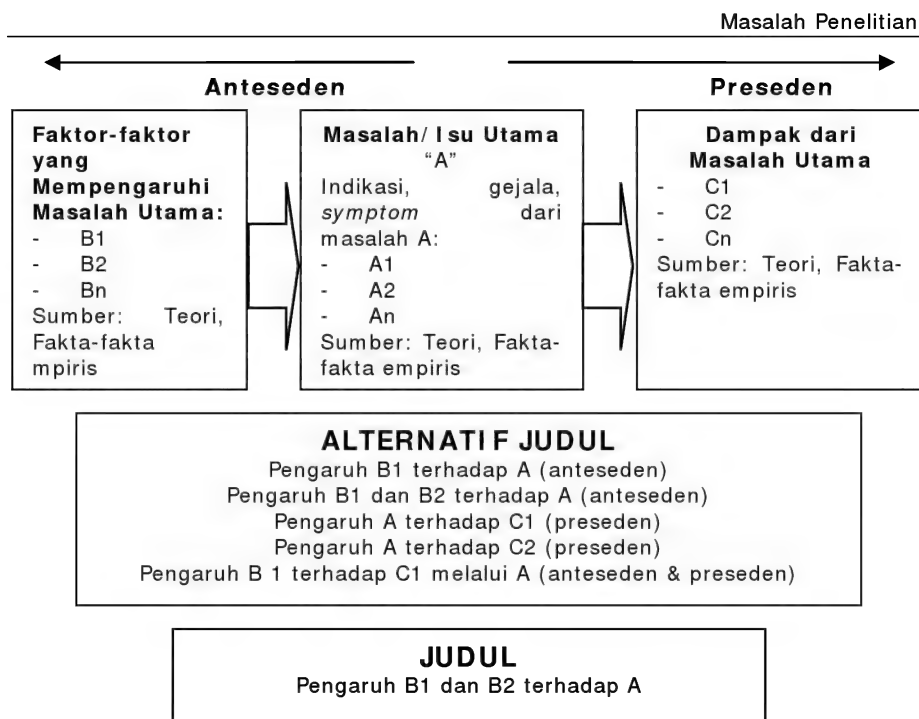 Masalah Penelitian
Anteseden
Preseden
Faktor-faktor
yang
Mempengaruhi
Masalah Utama:
- B1
- B2
- Bn
Sumber: Teori,
Fakta-fakta
mpiris
Masalah/ Isu Utama
“A”
Indikasi, gejala,
symptom dari
masalah A:
- A1
- A2
- An
Sumber: Teori, Fakta-
fakta empiris
Dampak dari
Masalah Utama
- C1
- C2
- Cn
Sumber: Teori, Fakta-
fakta empiris
ALTERNATIF JUDUL
Pengaruh B1 terhadap A (anteseden)
Pengaruh B1 dan B2 terhadap A (anteseden)
Pengaruh A terhadap C1 (preseden)
Pengaruh A terhadap C2 (preseden)
Pengaruh B 1 terhadap C1 melalui A (anteseden & preseden)
JUDUL
Pengaruh B1 dan B2 terhadap A